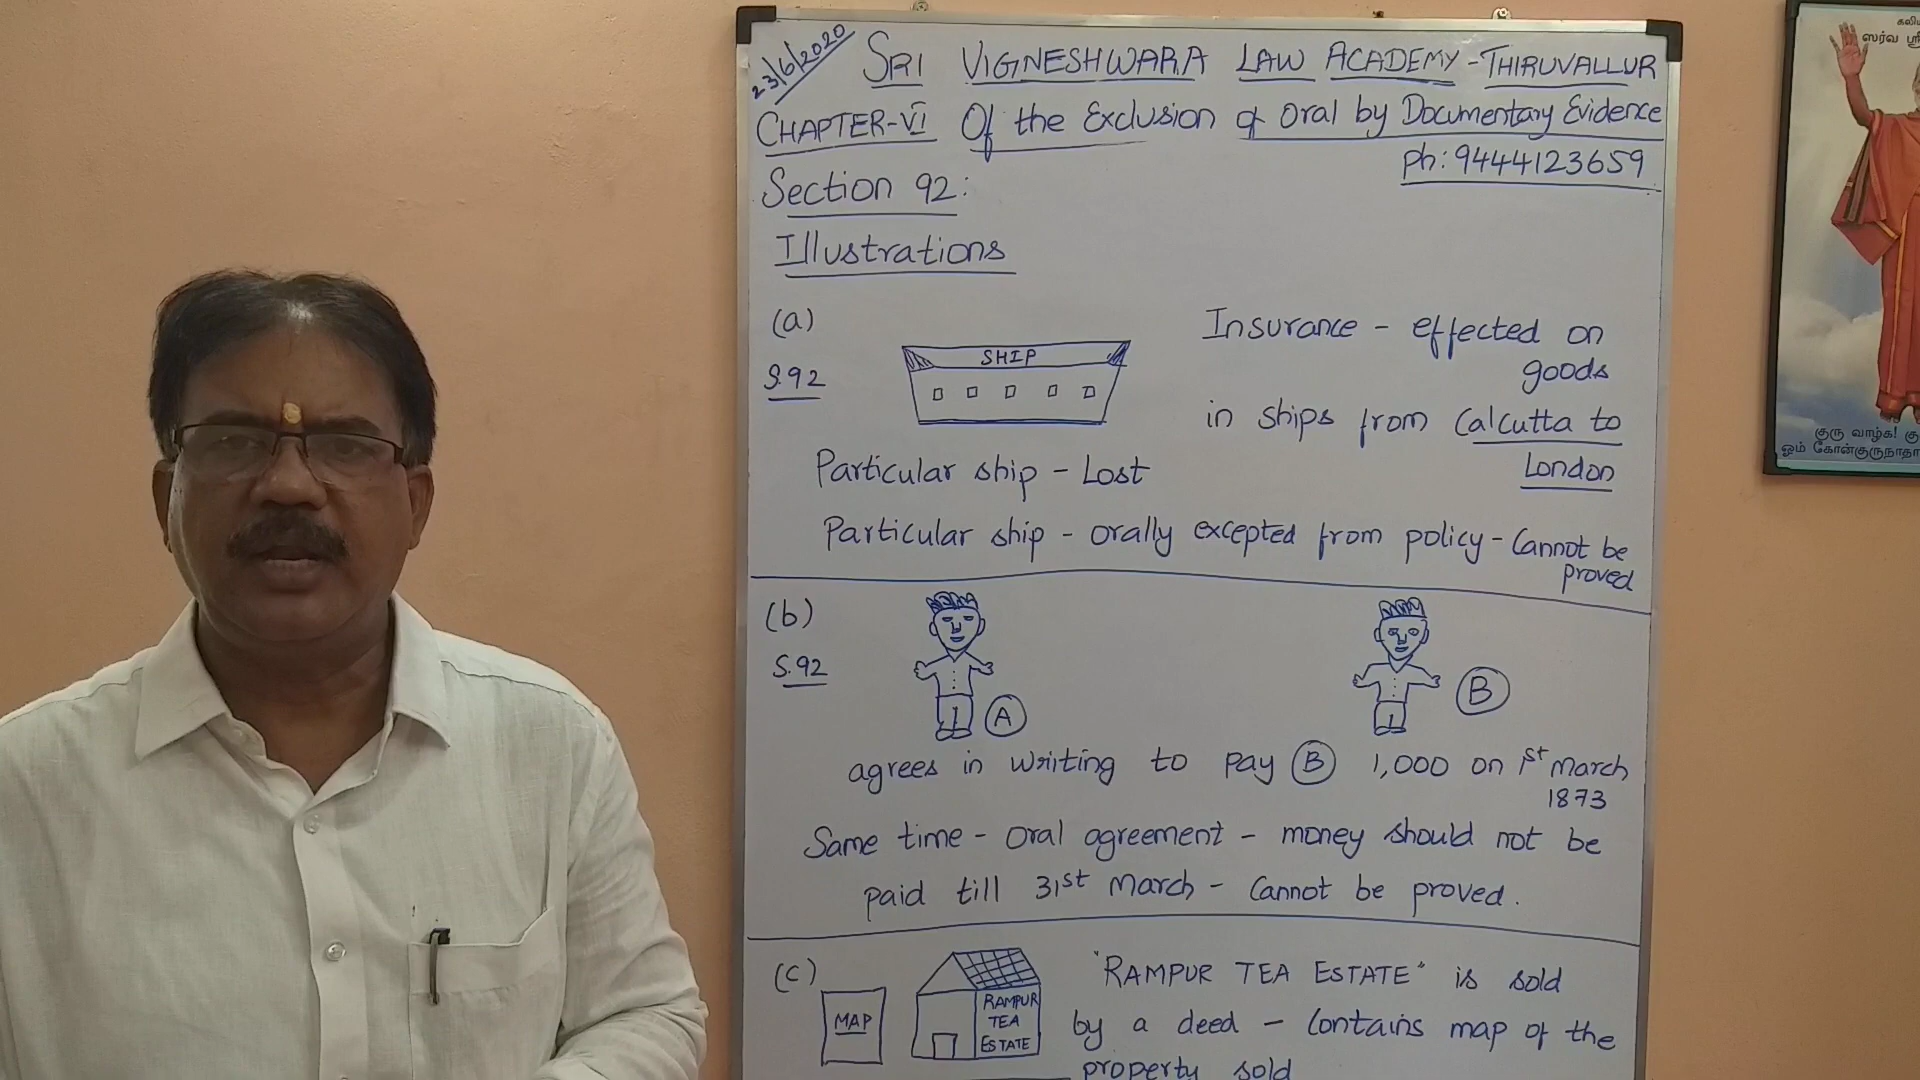 23/6/2020
SRI VIGNESHWARA LAW ACADEMY - THIRUVALLUR
CHAPTER-VI Of the Exclusion of Oral by Documentary Evidence
Ph: 9444123659
Section 92:
Illustrations
(a)
S.92
SHIP
Insurance - effected on
goods
in ships from Calcutta to
London
Particular ship - Lost
Particular ship - orally excepted from policy - Cannot be
proved
(b)
S.92
A
B
agrees in writing to pay B 1,000 on 1st March
1873
Same time - oral agreement - money should not be
paid till 31st March - Cannot be proved.
(c)
MAP
RAMPUR
TEA
ESTATE
"RAMPUR TEA ESTATE" is sold
by a deed - Contains map of the
property sold
ஸர்வ
குரு வாழ்க!
ஓம்